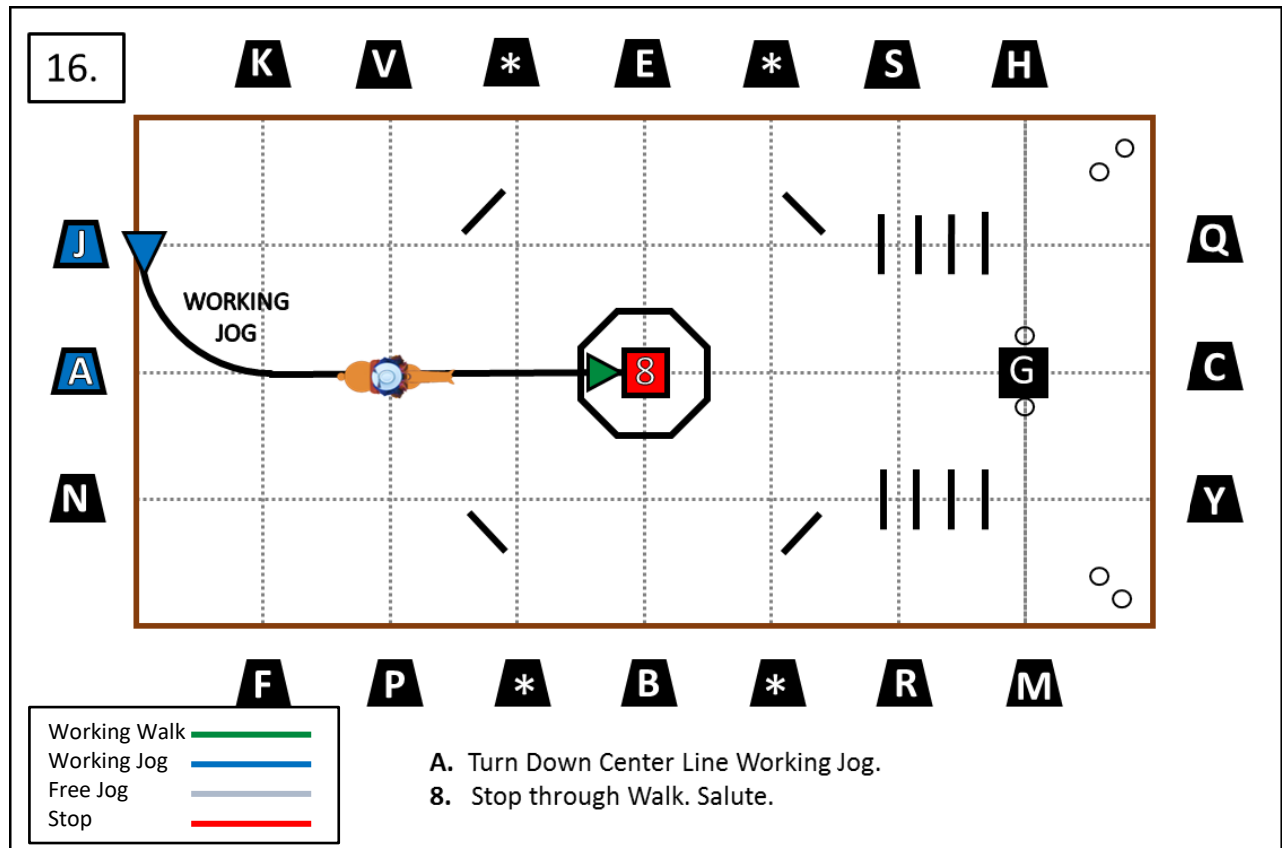 16.
K V * E * S H
J Q
WORKING
JOG
A 8 G C
N Y
F P * B * R M
Working Walk
Working Jog
Free Jog
Stop
A. Turn Down Center Line Working Jog.
8. Stop through Walk. Salute.